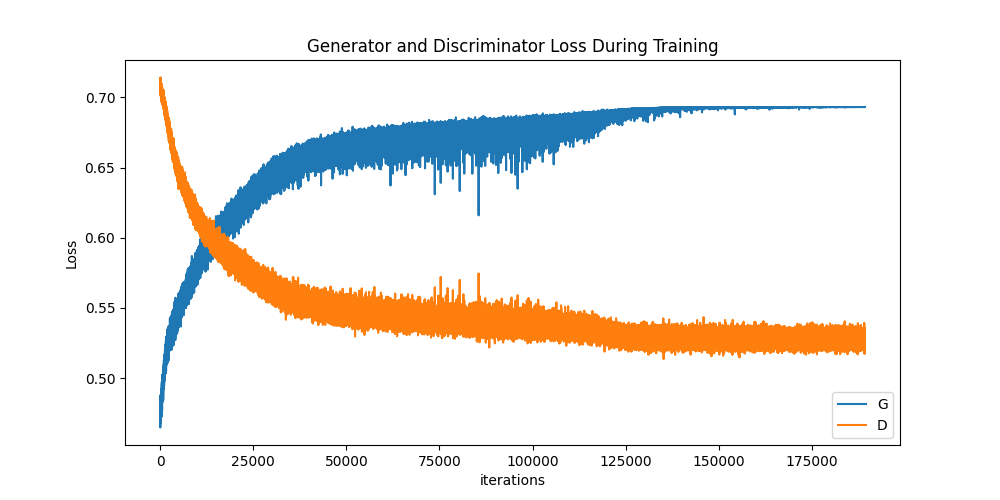 Generator and Discriminator Loss During Training
Loss
0.70
0.65
0.60
0.55
0.50
G
D
0
25000
50000
75000
100000
125000
150000
175000
iterations